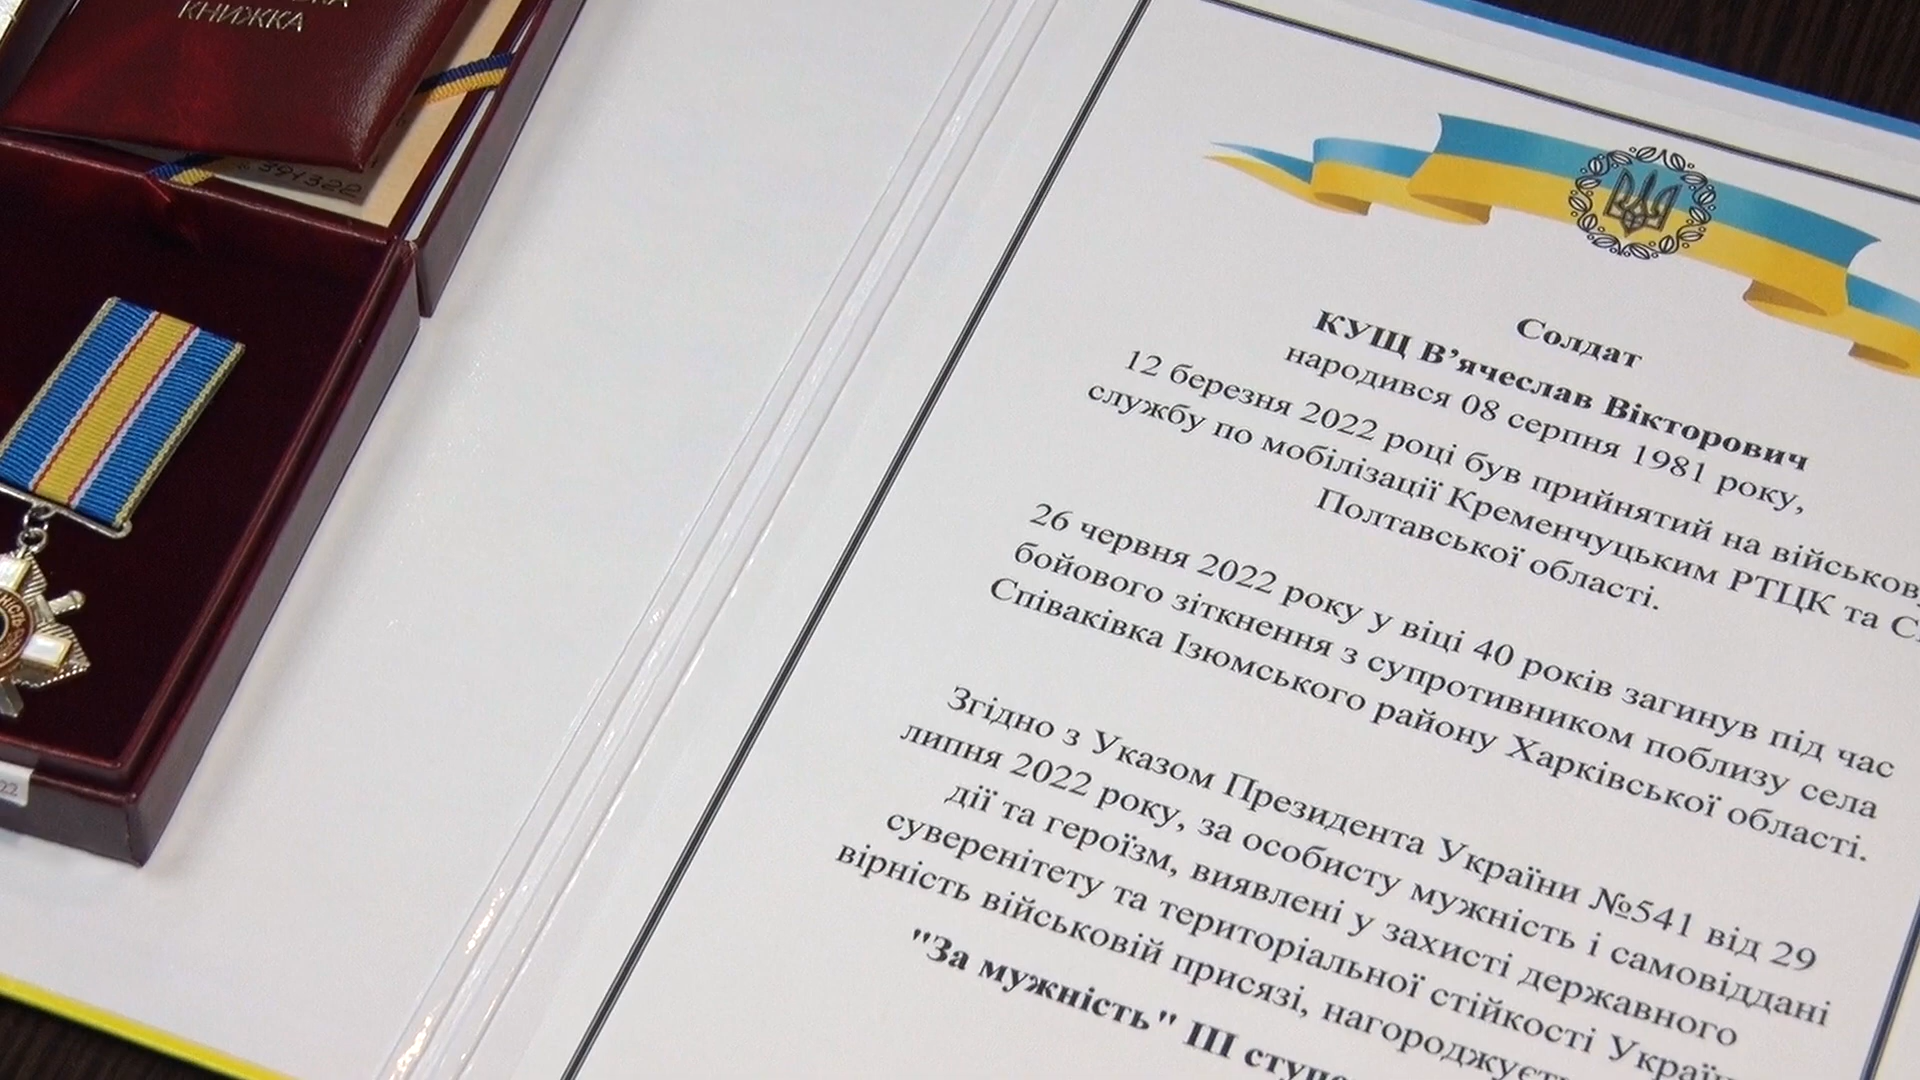 КНИЖКА
№ 391322
Солдат
КУЩ В’ячеслав Вікторович
народився 08 серпня 1981 року,
12 березня 2022 році був прийнятий на
службу по мобілізації Кременчуцьким РТЦК та
Полтавської області.
26 червня 2022 року у віці 40 років загинув під час
бойового зіткнення з супротивником поблизу села
Співаківка Ізюмського району Харківської області.
Згідно з Указом Президента України №541 від 29
липня 2022 року, за особисту мужність і самовіддані
дії та героїзм, виявлені у захисті державного
суверенітету та територіальної стійкості
вірність військовій присязі,
"За мужність" III